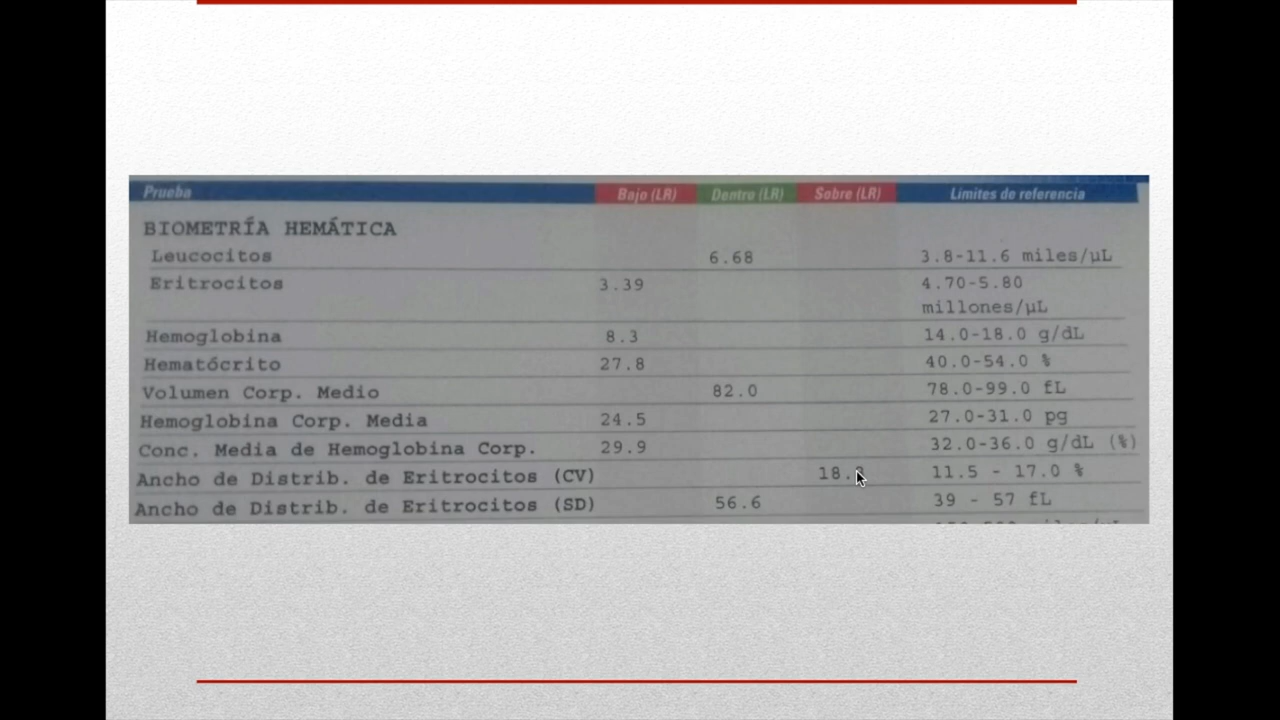 Prueba Bajo (LR) Dentro (LR) Sobre (LR) Límites de referencia
BIOMETRÍA HEMÁTICA
Leucocitos 6.68 3.8-11.6 miles/µL
Eritrocitos 3.39 4.70-5.80
millones/µL
Hemoglobina 8.3 14.0-18.0 g/dL
Hematócrito 27.8 40.0-54.0 %
Volumen Corp. Medio 82.0 78.0-99.0 fL
Hemoglobina Corp. Media 24.5 27.0-31.0 pg
Conc. Media de Hemoglobina Corp. 29.9 32.0-36.0 g/dL (%)
Ancho de Distrib. de Eritrocitos (CV) 11.5 - 17.0 %
Ancho de Distrib. de Eritrocitos (SD) 56.6 39 - 57 fL